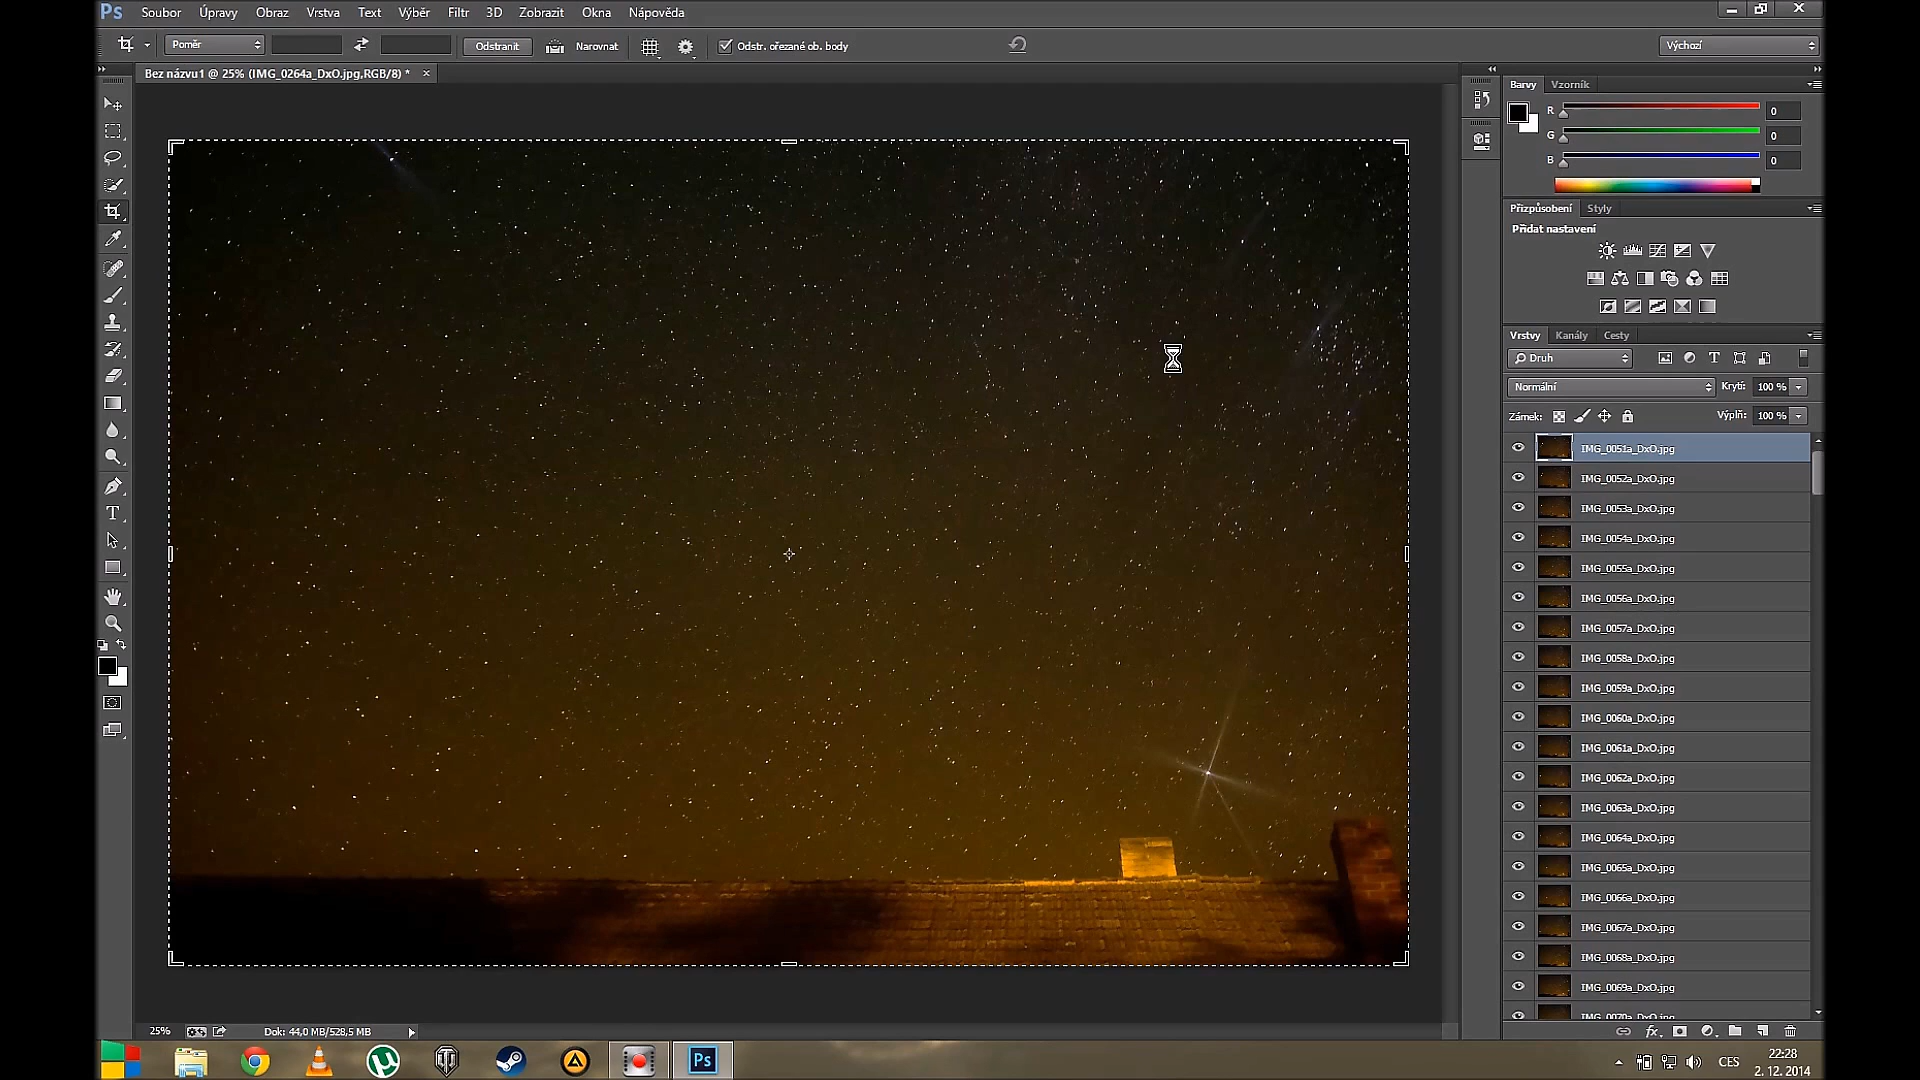 Ps Soubor Úpravy Obraz Vrstva Text Výběr Filtr 3D Zobrazit Okna Nápověda
Poměr Odstranit Narovnat Odstr. ořezané ob. body Výchozí
Bez názvu1 @ 25% (IMG_0264a_DxO.jpg,RGB/8) * ×
Barvy Vzorník
R 0
G 0
B 0
Přizpůsobení Styly
Přidat nastavení
Vrstvy Kanály Cesty
Druh
Normální Krytí: 100 %
Zámek: Výplň: 100 %
IMG_0051a_DxO.jpg
IMG_0052a_DxO.jpg
IMG_0053a_DxO.jpg
IMG_0054a_DxO.jpg
IMG_0055a_DxO.jpg
IMG_0056a_DxO.jpg
IMG_0057a_DxO.jpg
IMG_0058a_DxO.jpg
IMG_0059a_DxO.jpg
IMG_0060a_DxO.jpg
IMG_0061a_DxO.jpg
IMG_0062a_DxO.jpg
IMG_0063a_DxO.jpg
IMG_0064a_DxO.jpg
IMG_0065a_DxO.jpg
IMG_0066a_DxO.jpg
IMG_0067a_DxO.jpg
IMG_0068a_DxO.jpg
IMG_0069a_DxO.jpg
IMG_0070a_DxO.jpg
25% Dok: 44,0 MB/528,5 MB
fx
Ps CES 22:28
2. 12. 2014